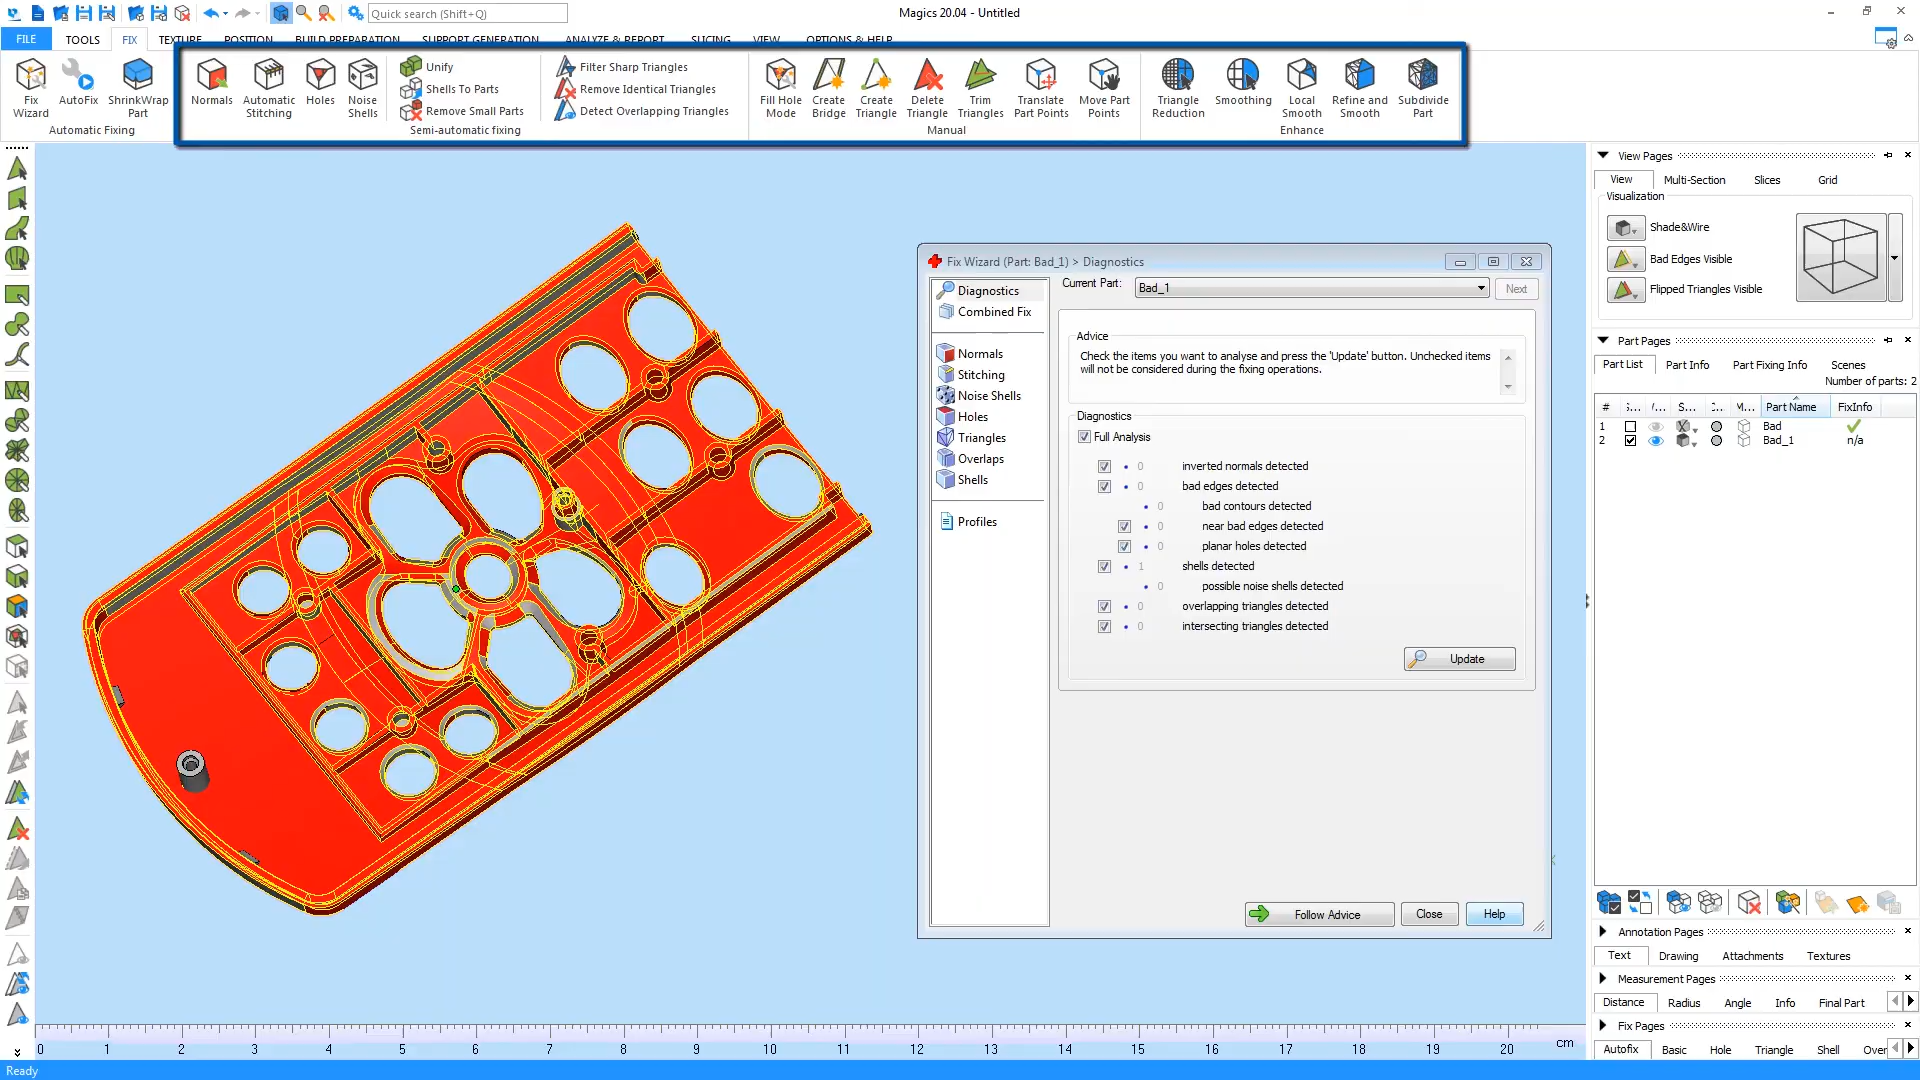 Quick search (Shift+Q)
Magics 20.04 - Untitled
FILE TOOLS FIX TEXTURE POSITION BUILD PREPARATION SUPPORT GENERATION ANALYZE & REPORT SLICING VIEW OPTIONS & HELP
Fix Wizard
AutoFix
ShrinkWrap Part
Automatic Fixing
Normals
Automatic Stitching
Holes
Noise Shells
Unify
Shells To Parts
Remove Small Parts
Semi-automatic fixing
Filter Sharp Triangles
Remove Identical Triangles
Detect Overlapping Triangles
Fill Hole Mode
Create Bridge
Create Triangle
Delete Triangle
Trim Triangles
Translate Part Points
Move Part Points
Manual
Triangle Reduction
Smoothing
Local Smooth
Refine and Smooth
Subdivide Part
Enhance
Fix Wizard (Part: Bad_1) > Diagnostics
Diagnostics
Combined Fix
Normals
Stitching
Noise Shells
Holes
Triangles
Overlaps
Shells
Profiles
Current Part: Bad_1 Next
Advice
Check the items you want to analyse and press the 'Update' button. Unchecked items
will not be considered during the fixing operations.
Diagnostics
Full Analysis
0 inverted normals detected
0 bad edges detected
0 bad contours detected
0 near bad edges detected
0 planar holes detected
1 shells detected
0 possible noise shells detected
0 overlapping triangles detected
0 intersecting triangles detected
Update
Follow Advice Close Help
View Pages
View Multi-Section Slices Grid
Visualization
Shade&Wire
Bad Edges Visible
Flipped Triangles Visible
Part Pages
Part List Part Info Part Fixing Info Scenes
Number of parts: 2
# S... /... S... M... Part Name FixInfo
1 Bad
2 Bad_1 n/a
Annotation Pages
Text Drawing Attachments Textures
Measurement Pages
Distance Radius Angle Info Final Part
Fix Pages
Autofix Basic Hole Triangle Shell Over
0 1 2 3 4 5 6 7 8 9 10 11 12 13 14 15 16 17 18 19 20 cm
Ready